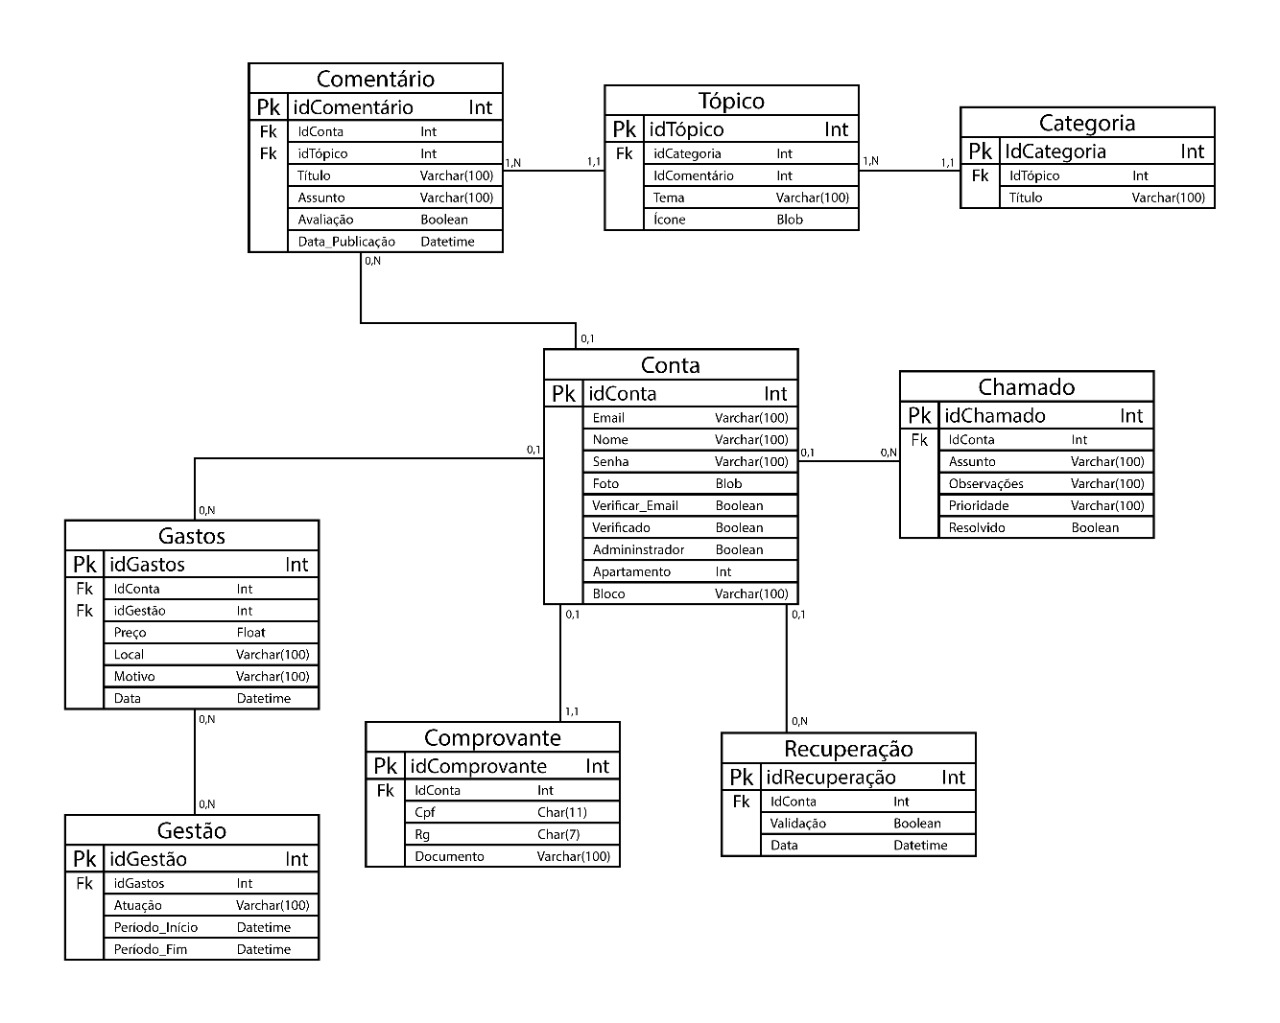 Comentário
Pk idComentário Int
Fk IdConta Int
Fk idTópico Int
Título Varchar(100)
Assunto Varchar(100)
Avaliação Boolean
Data_Publicação Datetime
1,N
1,1
0,N
Tópico
Pk idTópico Int
Fk idCategoria Int
IdComentário Int
Tema Varchar(100)
Ícone Blob
1,N
1,1
Categoria
Pk IdCategoria Int
Fk IdTópico Int
Título Varchar(100)
0,1
Conta
Pk idConta Int
Email Varchar(100)
Nome Varchar(100)
Senha Varchar(100)
Foto Blob
Verificar_Email Boolean
Verificado Boolean
Admininstrador Boolean
Apartamento Int
Bloco Varchar(100)
0,1
0,N
Chamado
Pk idChamado Int
Fk IdConta Int
Assunto Varchar(100)
Observações Varchar(100)
Prioridade Varchar(100)
Resolvido Boolean
0,1
0,N
Gastos
Pk idGastos Int
Fk IdConta Int
Fk idGestão Int
Preço Float
Local Varchar(100)
Motivo Varchar(100)
Data Datetime
0,N
0,N
Gestão
Pk idGestão Int
Fk idGastos Int
Atuação Varchar(100)
Período_Início Datetime
Período_Fim Datetime
0,1
1,1
Comprovante
Pk idComprovante Int
Fk IdConta Int
Cpf Char(11)
Rg Char(7)
Documento Varchar(100)
0,1
0,N
Recuperação
Pk idRecuperação Int
Fk IdConta Int
Validação Boolean
Data Datetime